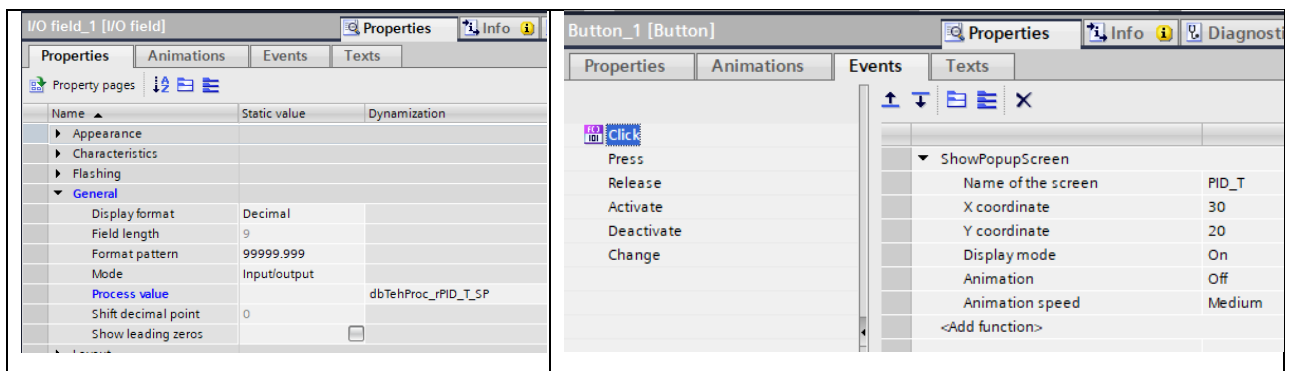 I/O field_1 [I/O field]
Properties
Info
Properties Animations Events Texts
Property pages
Name Static value Dynamization
Appearance
Characteristics
Flashing
General
Display format Decimal
Field length 9
Format pattern 99999.999
Mode Input/output
Process value dbTehProc_rPID_T_SP
Shift decimal point 0
Show leading zeros
Button_1 [Button]
Properties
Info
Diagnosti
Properties Animations Events Texts
Click
Press
Release
Activate
Deactivate
Change
ShowPopupScreen
Name of the screen PID_T
X coordinate 30
Y coordinate 20
Display mode On
Animation Off
Animation speed Medium
<Add function>